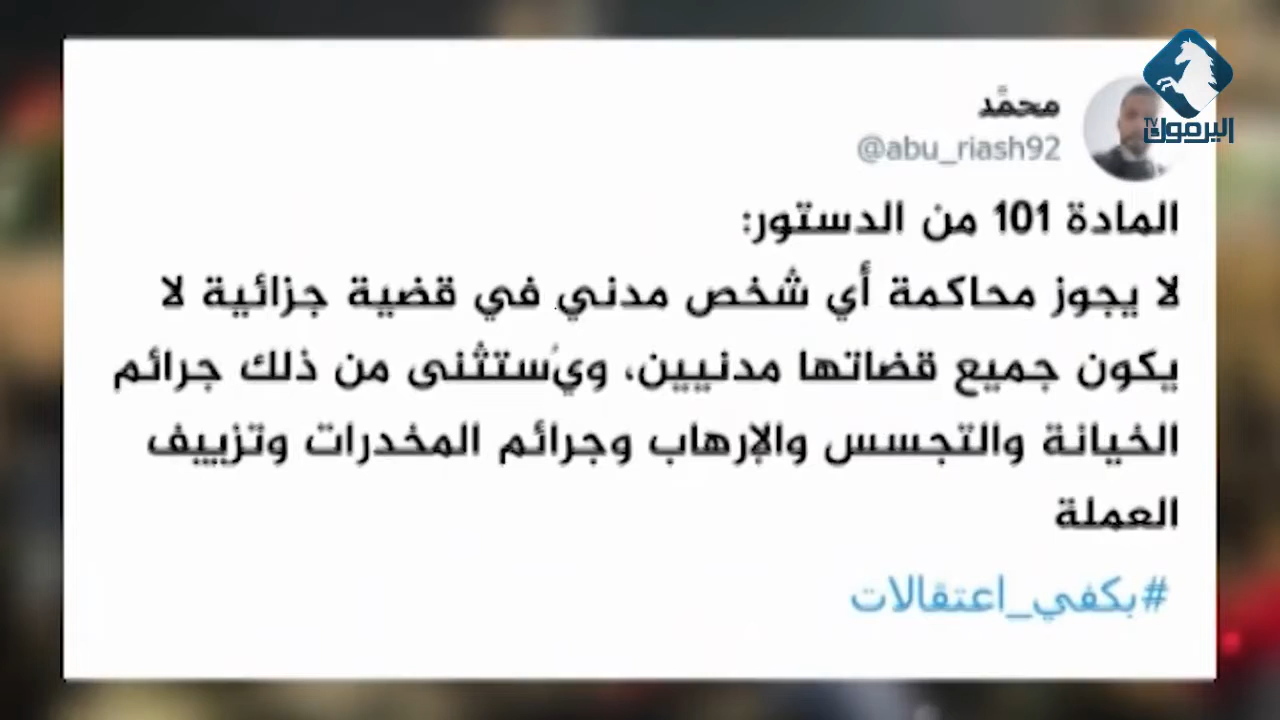 محمّد
@abu_riash92
المادة 101 من الدستور:
لا يجوز محاكمة أي شخص مدني في قضية جزائية لا
يكون جميع قضاتها مدنيين، ويُستثنى من ذلك جرائم
الخيانة والتجسس والإرهاب وجرائم المخدرات وتزييف
العملة
#بكفي_اعتقالات
اليرموك TV